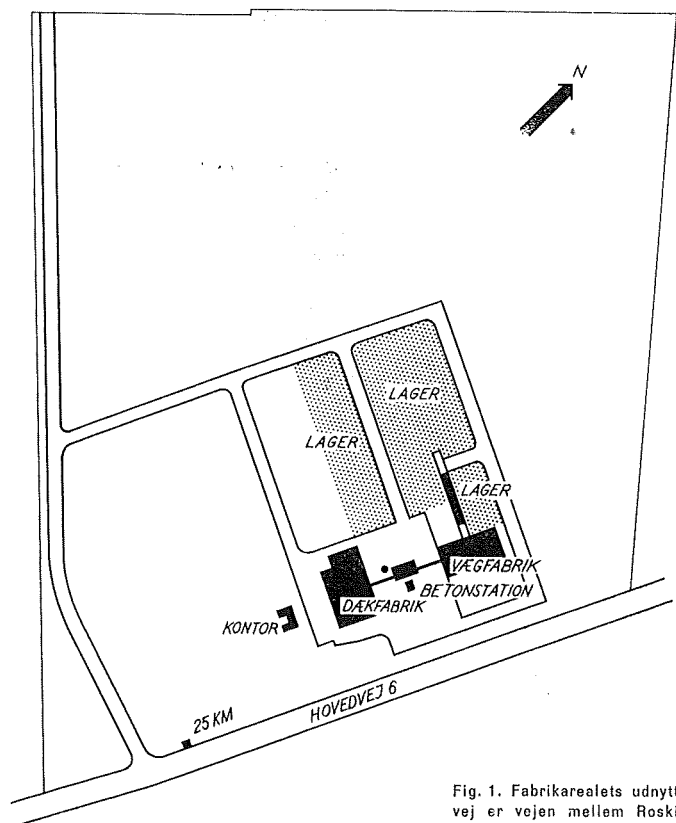 N
LAGER
LAGER
LAGER
VÆGFABRIK
BETONSTATION
DÆKFABRIK
KONTOR
25 KM
HOVEDVEJ 6
Fig. 1. Fabrikarealets udnytt
vej er vejen mellem Roski